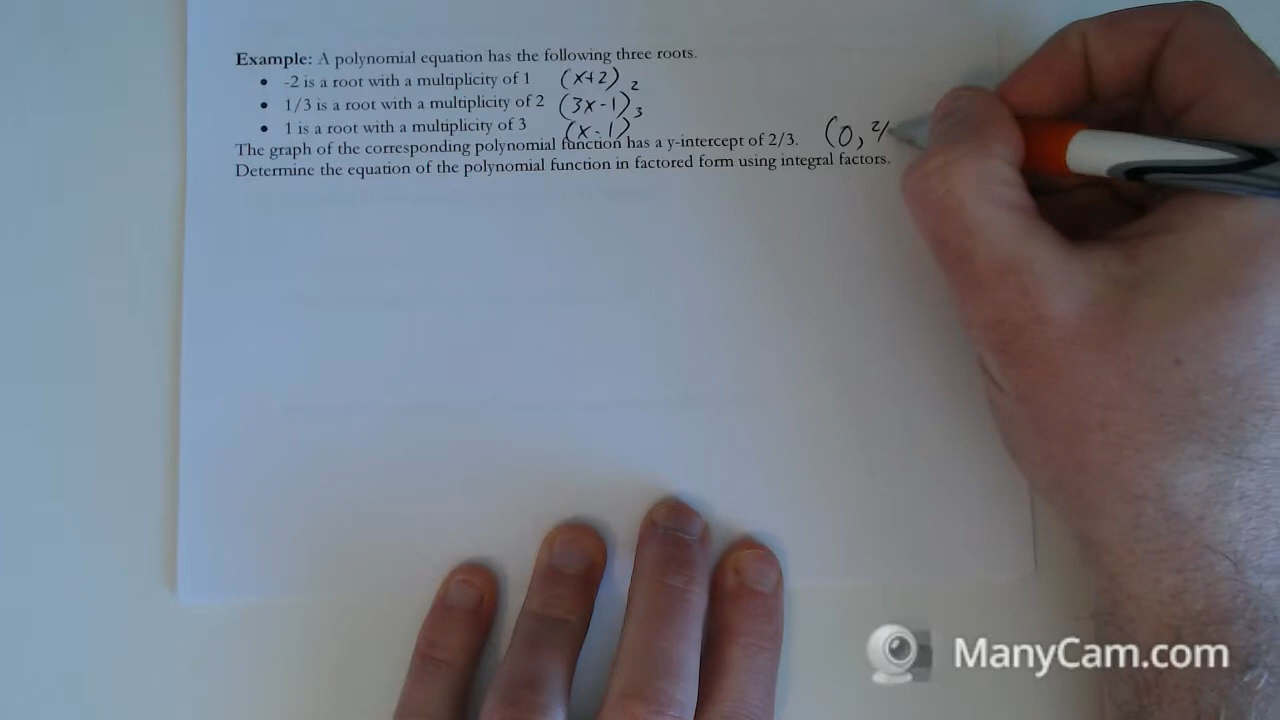 Example: A polynomial equation has the following three roots.
• -2 is a root with a multiplicity of 1 (x+2)
• 1/3 is a root with a multiplicity of 2 (3x-1)²
• 1 is a root with a multiplicity of 3 (x-1)³
The graph of the corresponding polynomial function has a y-intercept of 2/3. (0, 2/
Determine the equation of the polynomial function in factored form using integral factors.
ManyCam.com